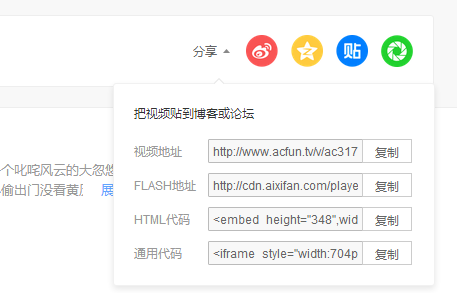 分享
贴
把视频贴到博客或论坛
视频地址 http://www.acfun.tv/v/ac317 复制
FLASH地址 http://cdn.aixifan.com/playe 复制
HTML代码 <embed height="348",wid 复制
通用代码 <iframe style="width:704p 复制
一个叱咤风云的大忽悠
偷出门没看黄 展